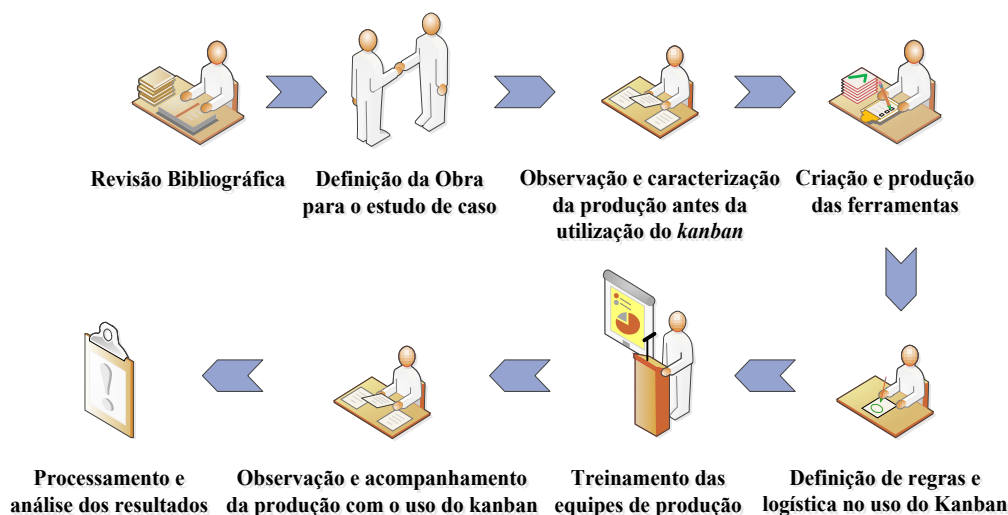 Revisão Bibliográfica
Definição da Obra
para o estudo de caso
Observação e caracterização
da produção antes da
utilização do kanban
Criação e produção
das ferramentas
Definição de regras e
logística no uso do Kanban
Treinamento das
equipes de produção
Observação e acompanhamento
da produção com o uso do kanban
Processamento e
análise dos resultados